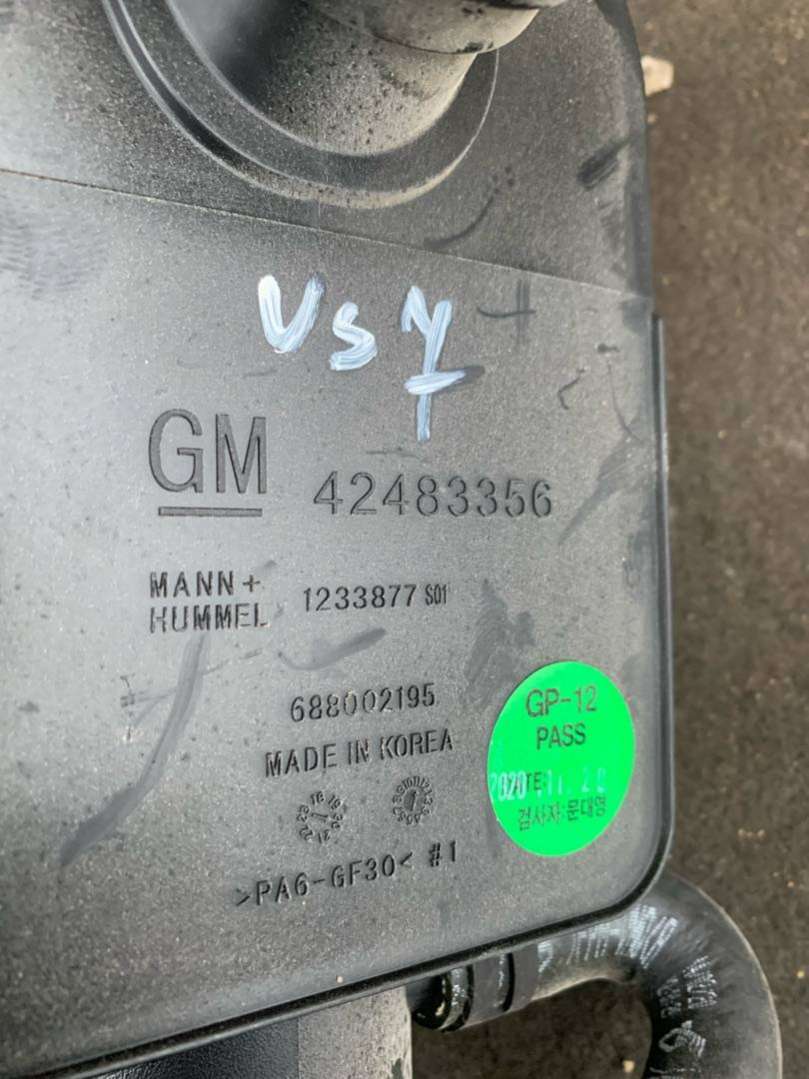 VSY
GM 42483356
MANN+
HUMMEL 1233877 S01
688002195
MADE IN KOREA
>PA6-GF30< #1
GP-12
PASS
검사자:문대영